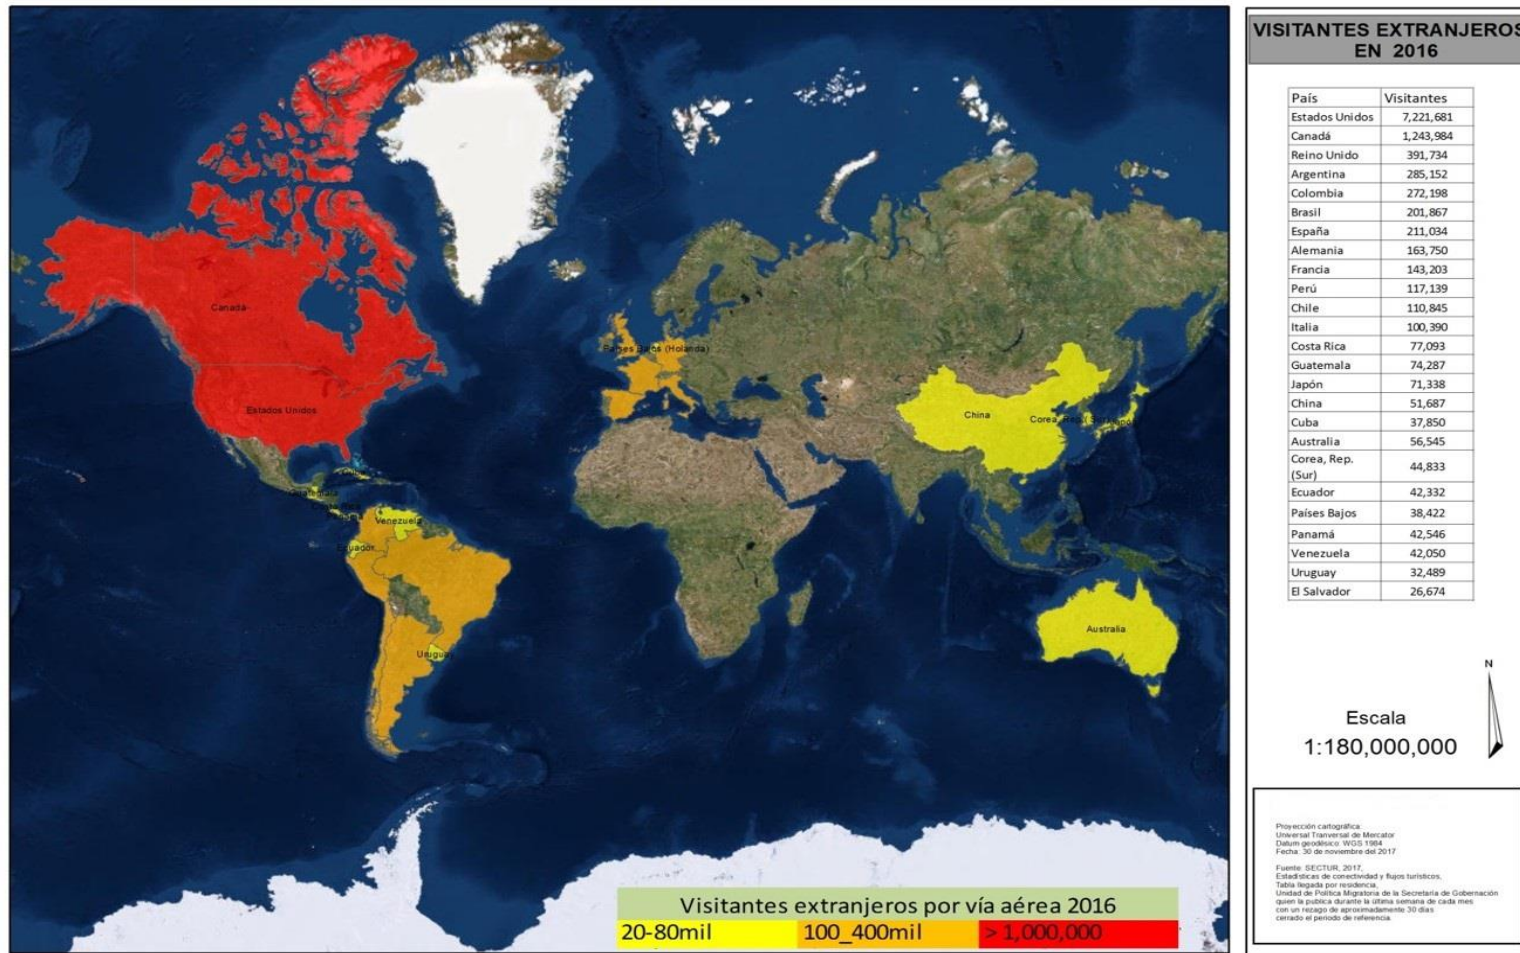 VISITANTES EXTRANJEROS
EN 2016
País Visitantes
Estados Unidos 7,221,681
Canadá 1,243,984
Reino Unido 391,734
Argentina 285,152
Colombia 272,198
Brasil 201,867
España 211,034
Alemania 163,750
Francia 143,203
Perú 117,139
Chile 110,845
Italia 100,390
Costa Rica 77,093
Guatemala 74,287
Japón 71,338
China 51,687
Cuba 37,850
Australia 56,545
Corea, Rep.
(Sur) 44,833
Ecuador 42,332
Países Bajos 38,422
Panamá 42,546
Venezuela 42,050
Uruguay 32,489
El Salvador 26,674
N
Escala
1:180,000,000
Proyección cartográfica:
Universal Tranversal de Mercator
Datum geodésico: WGS 1984
Fecha: 30 de noviembre del 2017
Fuente: SECTUR, 2017,
Estadísticas de conectividad y flujos turísticos,
Tabla llegada por residencia,
Unidad de Política Migratoria de la Secretaría de Gobernación
quien la publica durante la última semana de cada mes
con un rezago de aproximadamente 30 días
cerrado el periodo de referencia.
Canadá
Países Bajos (Holanda)
Estados Unidos
China
Corea, Rep.
Guatemala
Venezuela
Ecuador
Australia
Uruguay
Visitantes extranjeros por vía aérea 2016
20-80mil 100_400mil > 1,000,000